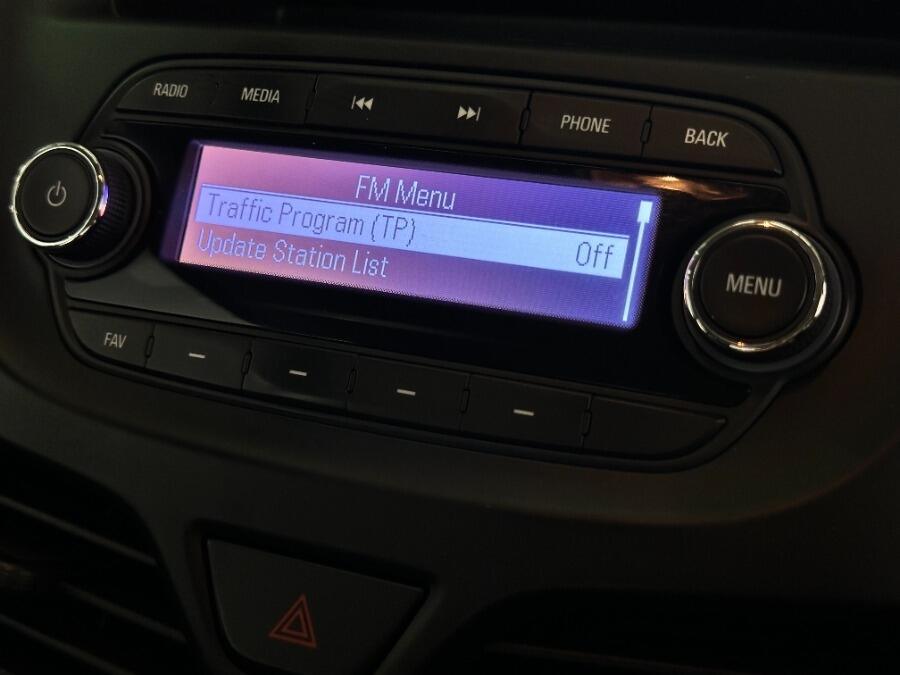 RADIO
MEDIA
PHONE
BACK
FM Menu
Traffic Program (TP) Off
Update Station List
MENU
FAV